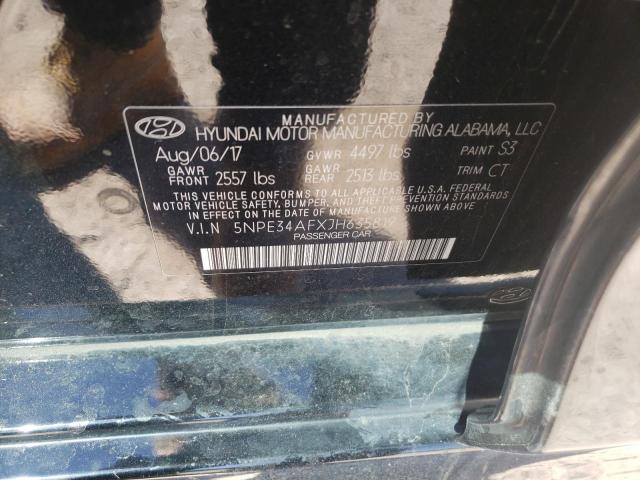 MANUFACTURED BY
HYUNDAI MOTOR MANUFACTURING ALABAMA, LLC
Aug/06/17 GVWR 4497 lbs PAINT S3
GAWR FRONT 2557 lbs GAWR REAR 2513 lbs TRIM CT
THIS VEHICLE CONFORMS TO ALL APPLICABLE U.S.A. FEDERAL
MOTOR VEHICLE SAFETY, BUMPER, AND THEFT PREVENTION STANDARDS
IN EFFECT ON THE DATE OF MANUFACTURE SHOWN ABOVE.
V.I.N
PASSENGER CAR